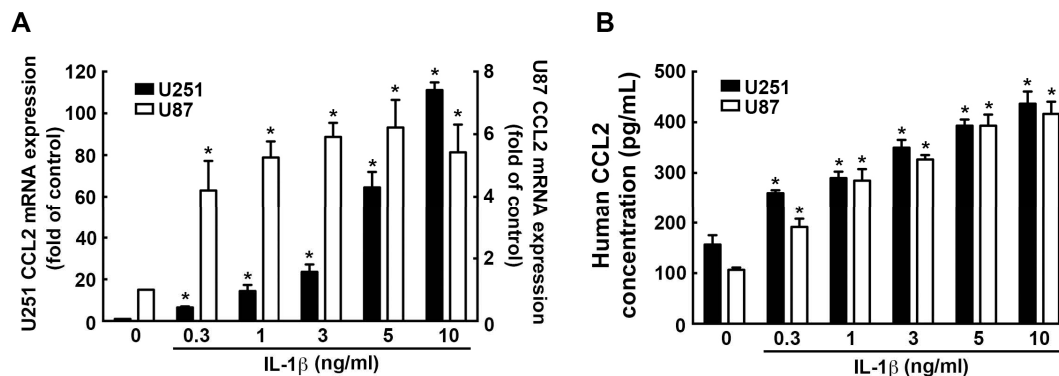 A
U251 CCL2 mRNA expression
(fold of control)
120
100
80
60
40
20
0
U251
U87
* * * * * * * * * *
8
6
4
2
0
U87 CCL2 mRNA expression
(fold of control)
0 0.3 1 3 5 10
IL-1β (ng/ml)
B
Human CCL2
concentration (pg/mL)
500
400
300
200
100
0
U251
U87
* * * * * * * * * *
0 0.3 1 3 5 10
IL-1β (ng/ml)